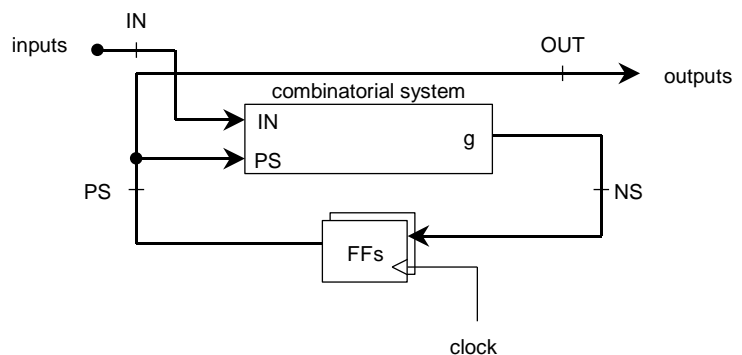 IN
inputs
OUT
outputs
combinatorial system
IN
g
PS
PS
NS
FFs
clock